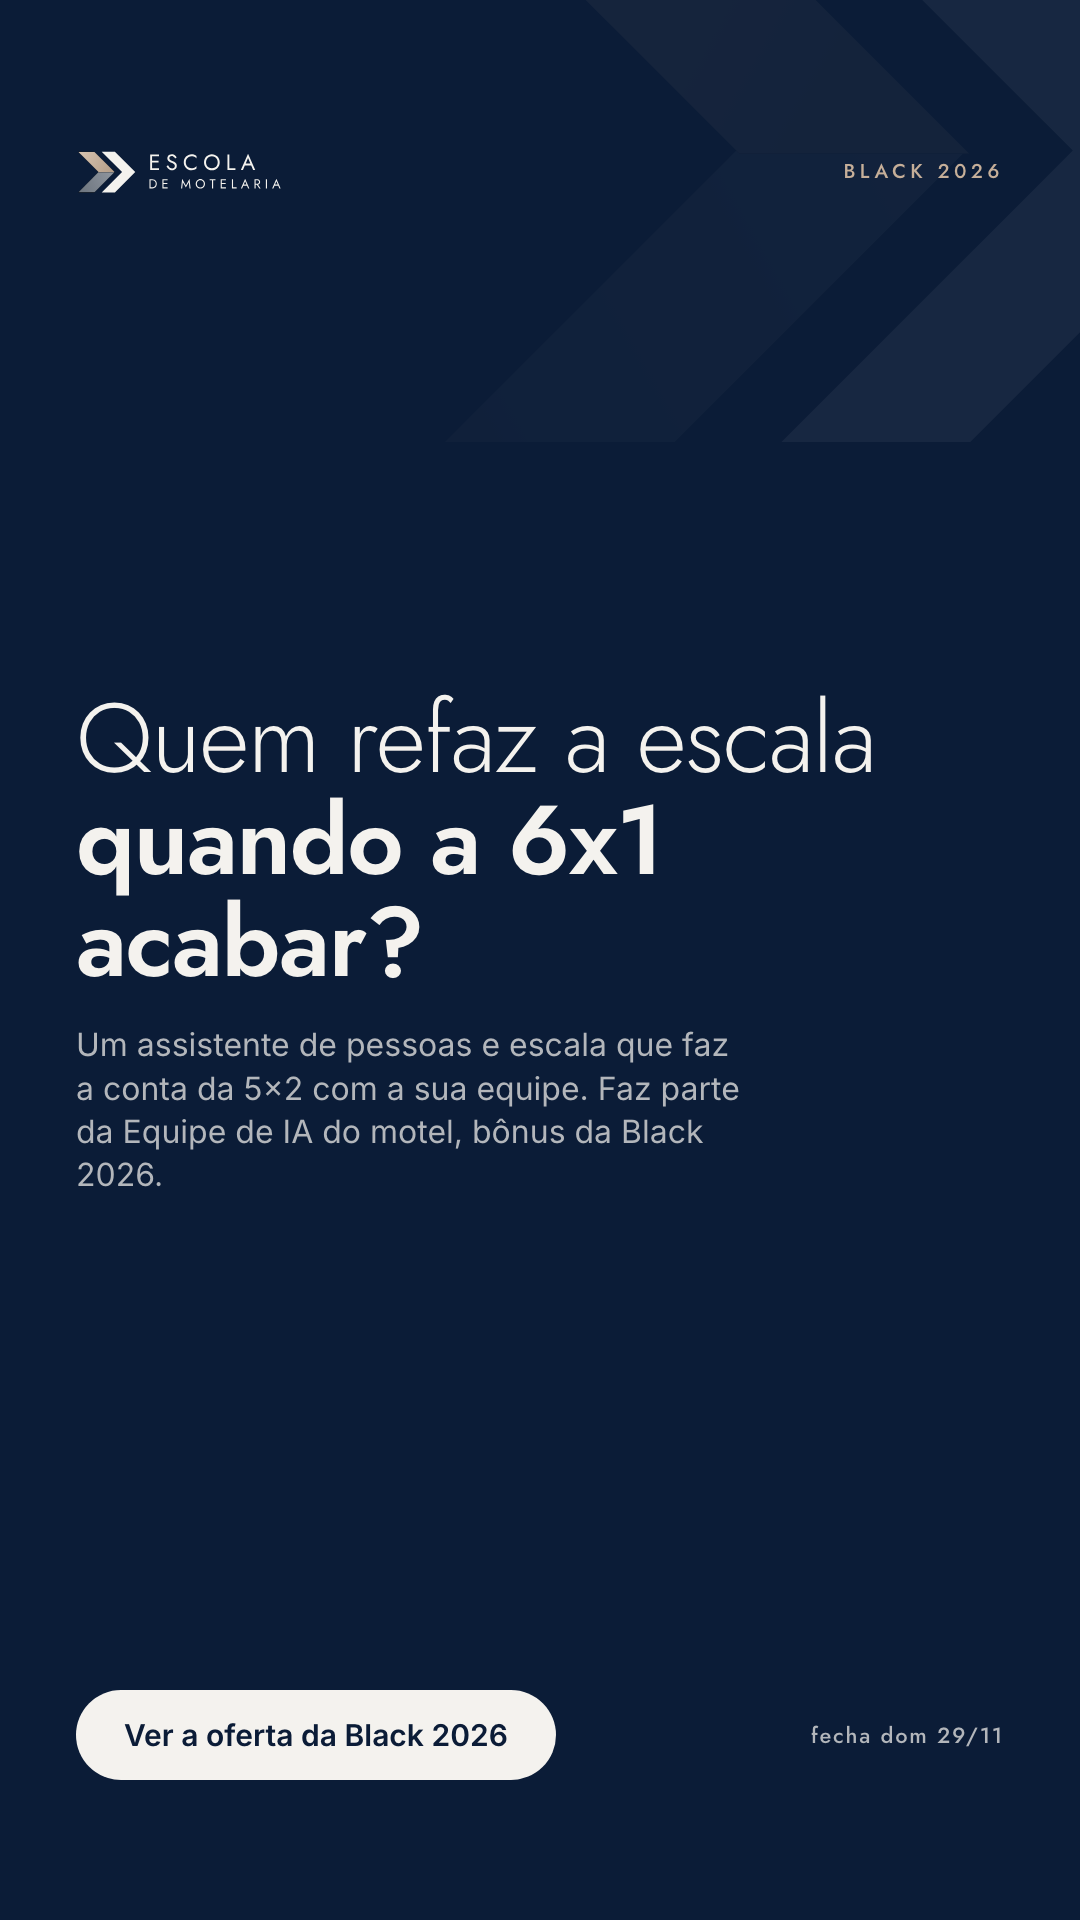 ESCOLA
DE MOTELARIA
BLACK 2026
Quem refaz a escala
quando a 6x1
acabar?
Um assistente de pessoas e escala que faz
a conta da 5×2 com a sua equipe. Faz parte
da Equipe de IA do motel, bônus da Black
2026.
Ver a oferta da Black 2026
fecha dom 29/11